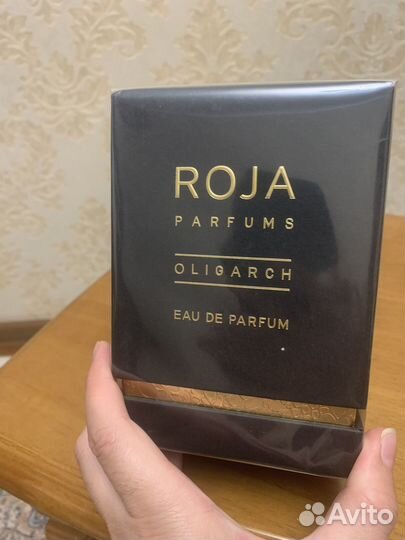 ROJA
PARFUMS
OLIGARCH
EAU DE PARFUM
Avito